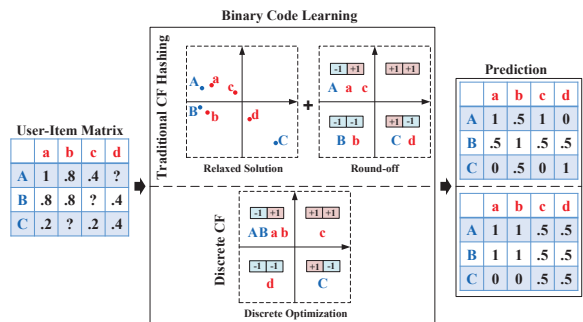 Binary Code Learning
Traditional CF Hashing
A a c
B b
d
C
Relaxed Solution
+
-1 +1
+1 +1
A a c
-1 -1
+1 -1
B b
C d
Round-off
User-Item Matrix
a b c d
A 1 .8 .4 ?
B .8 .8 ? .4
C .2 ? .2 .4
Discrete CF
-1 +1
+1 +1
A B a b
c
-1 -1
+1 -1
d
C
Discrete Optimization
Prediction
a b c d
A 1 .5 1 0
B .5 1 .5 .5
C 0 .5 0 1
a b c d
A 1 1 .5 .5
B 1 1 .5 .5
C 0 0 .5 .5